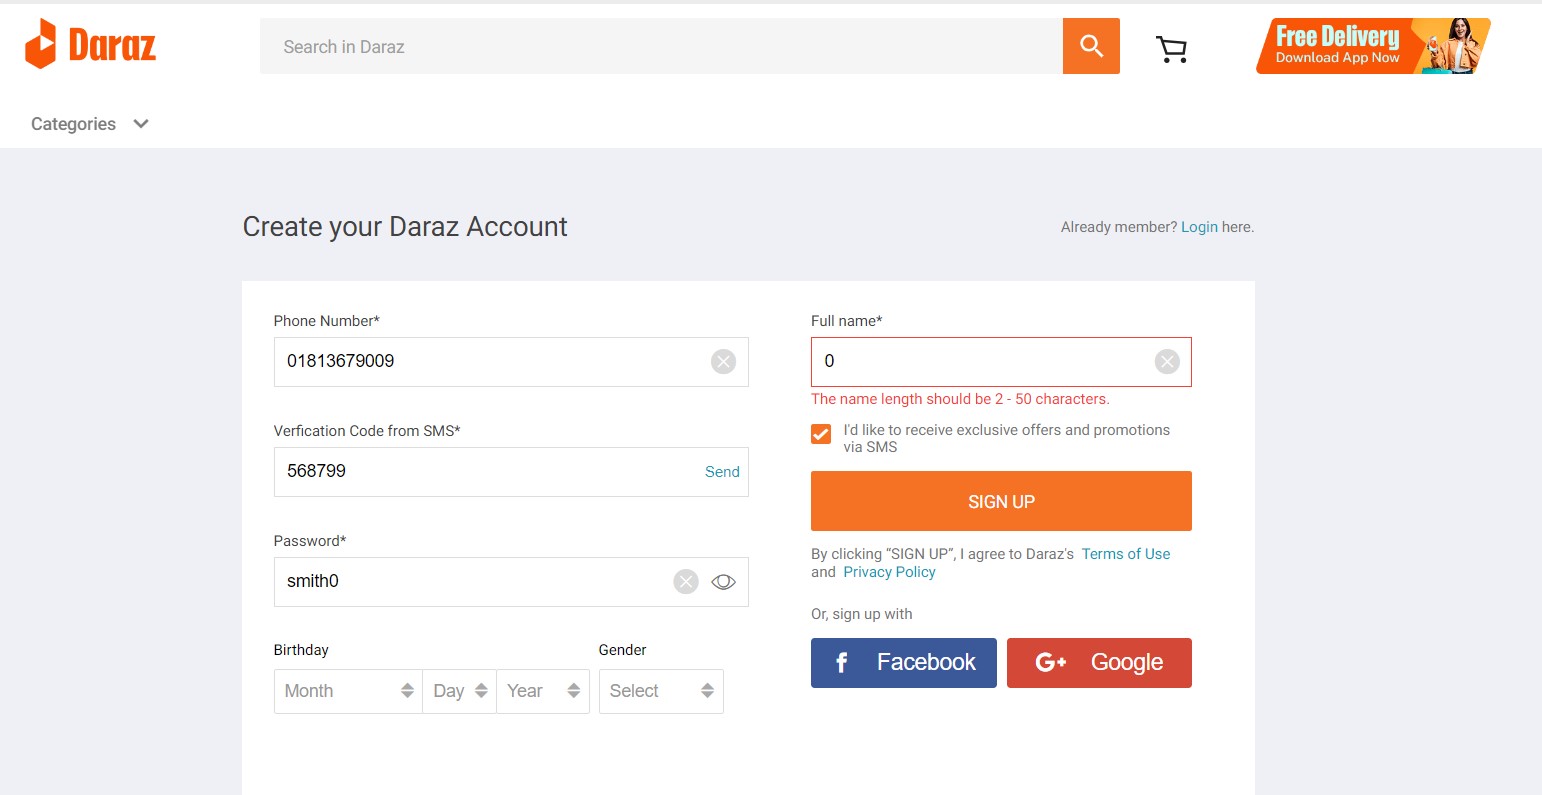 Daraz
Search in Daraz
Free Delivery
Download App Now
Categories
Create your Daraz Account
Already member? Login here.
Phone Number*
01813679009
Verfication Code from SMS*
568799
Send
Password*
smith0
Birthday
Gender
Month
Day
Year
Select
Full name*
0
The name length should be 2 - 50 characters.
I'd like to receive exclusive offers and promotions
via SMS
SIGN UP
By clicking “SIGN UP”, I agree to Daraz's Terms of Use
and Privacy Policy
Or, sign up with
f Facebook
G+ Google